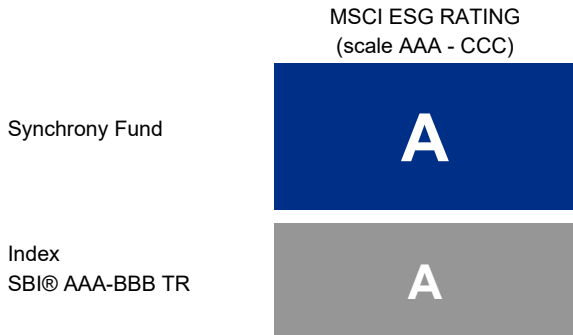 MSCI ESG RATING
(scale AAA - CCC)
Synchrony Fund
A
Index
SBI® AAA-BBB TR
A